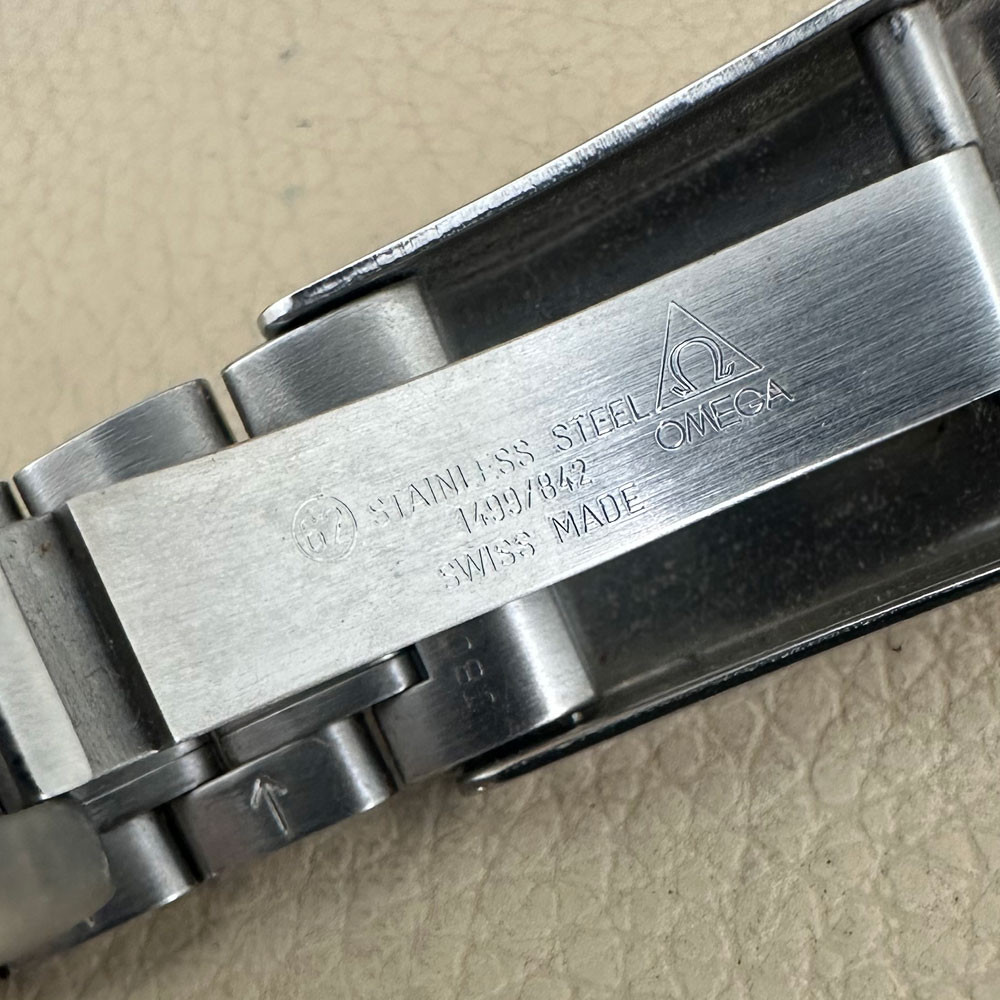 Ω
OMEGA
62 STAINLESS STEEL
1499/842
SWISS MADE